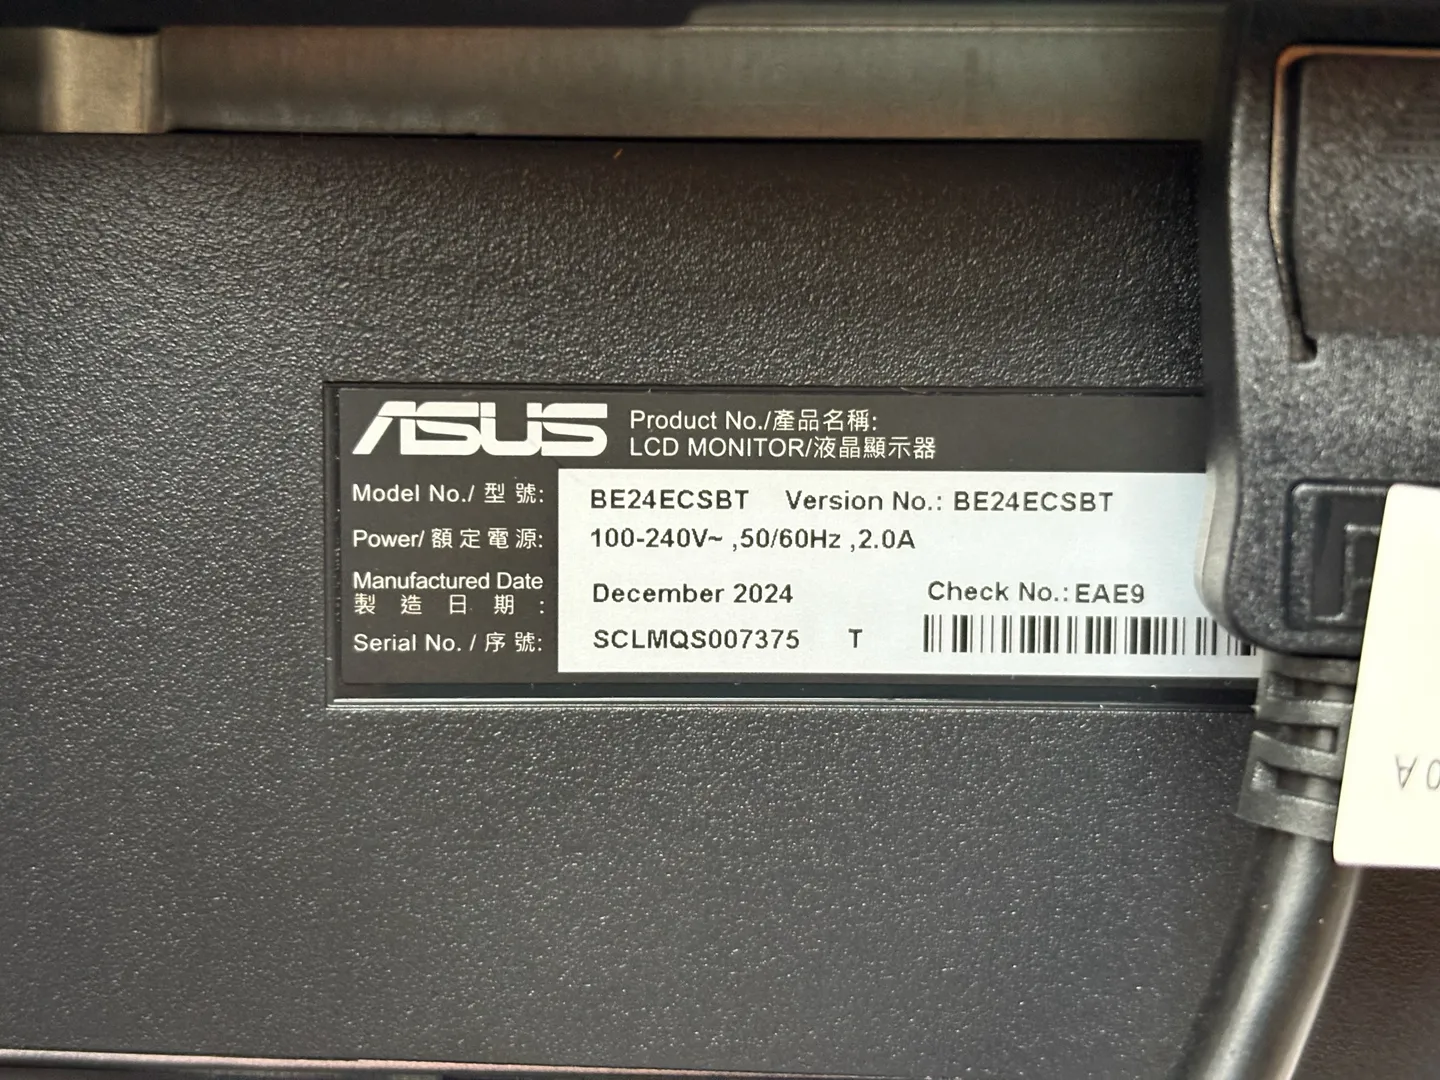 ASUS
Product No./產品名稱:
LCD MONITOR/液晶顯示器
Model No./ 型 號: BE24ECSBT Version No.: BE24ECSBT
Power/ 額定電源: 100-240V~ ,50/60Hz ,2.0A
Manufactured Date
製 造 日 期 : December 2024 Check No.: EAE9
Serial No. / 序 號: SCLMQS007375 T